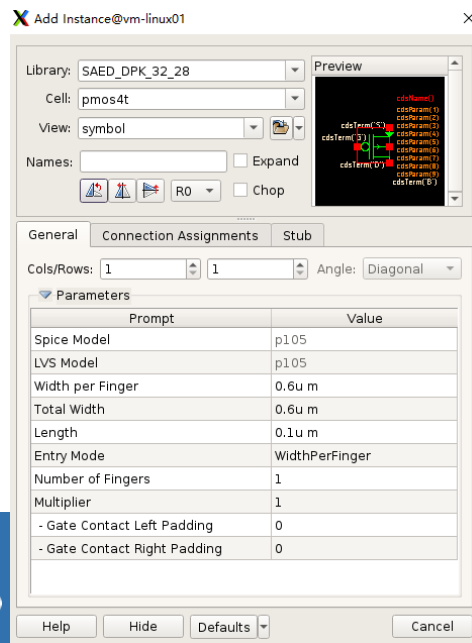 Add Instance@vm-linux01
Library: SAED_DPK_32_28
Cell: pmos4t
View: symbol
Names:
Expand
R0
Chop
Preview
cdsName()
cdsParam(1)
cdsParam(2)
cdsTerm('S') cdsParam(3)
cdsParam(4)
cdsTerm('G') cdsParam(5)
cdsParam(6)
cdsParam(7)
cdsTerm('D') cdsParam(8)
cdsParam(9)
cdsTerm('B')
General Connection Assignments Stub
Cols/Rows: 1 1 Angle: Diagonal
Parameters
Prompt Value
Spice Model p105
LVS Model p105
Width per Finger 0.6u m
Total Width 0.6u m
Length 0.1u m
Entry Mode WidthPerFinger
Number of Fingers 1
Multiplier 1
- Gate Contact Left Padding 0
- Gate Contact Right Padding 0
Help Hide Defaults Cancel